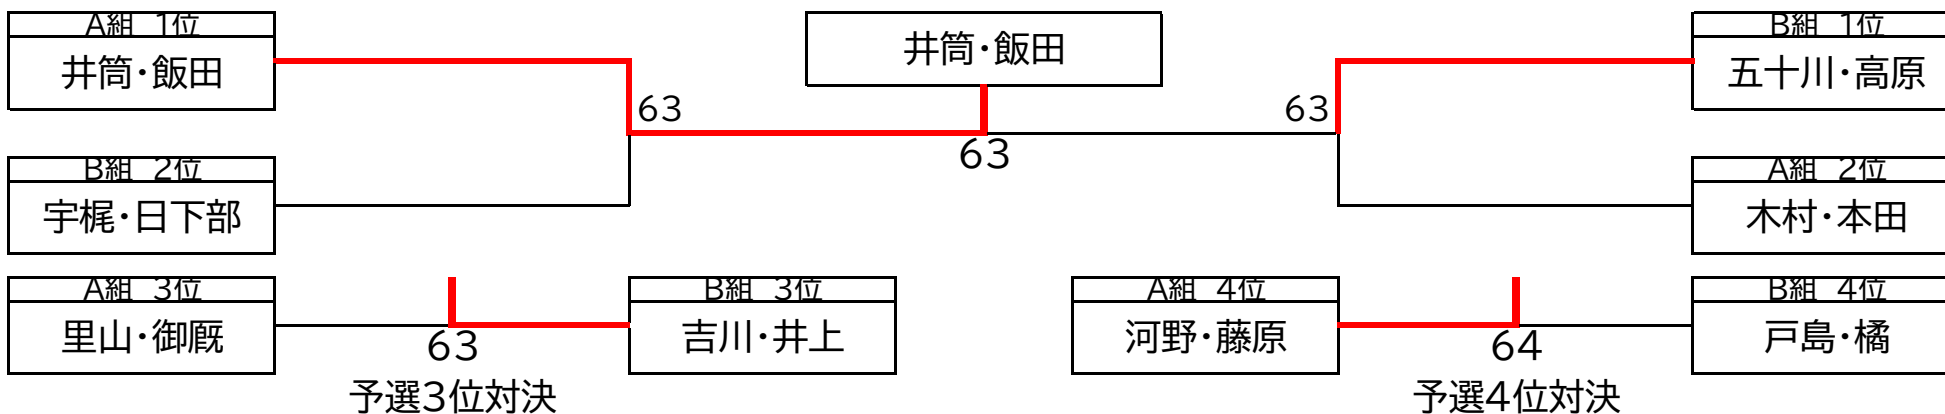 A組 1位
井筒・飯田
井筒・飯田
B組 1位
五十川・高原
63
63
63
B組 2位
宇梶・日下部
A組 2位
木村・本田
A組 3位
里山・御厩
B組 3位
吉川・井上
A組 4位
河野・藤原
B組 4位
戸島・橘
63
64
予選3位対決
予選4位対決